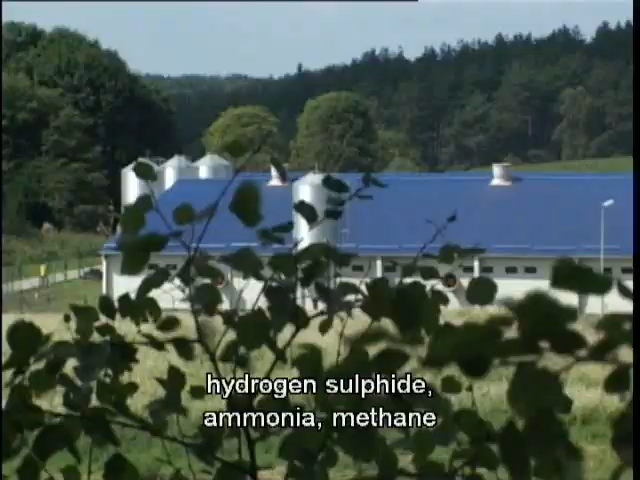 hydrogen sulphide,
ammonia, methane